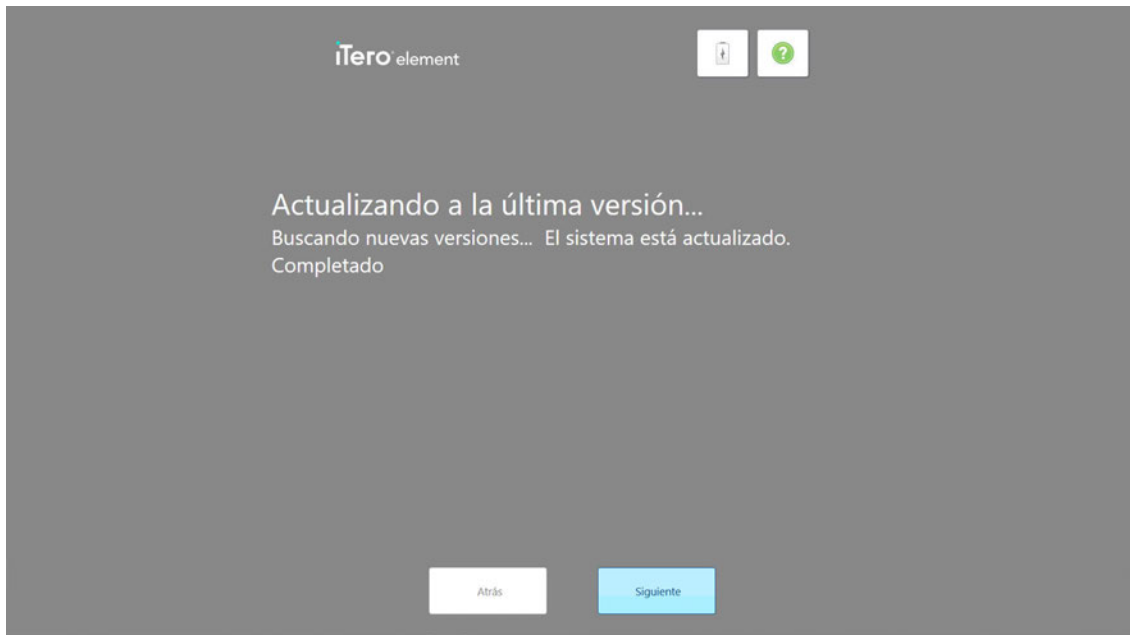 iTero element
?
Actualizando a la última versión...
Buscando nuevas versiones... El sistema está actualizado.
Completado
Atrás
Siguiente